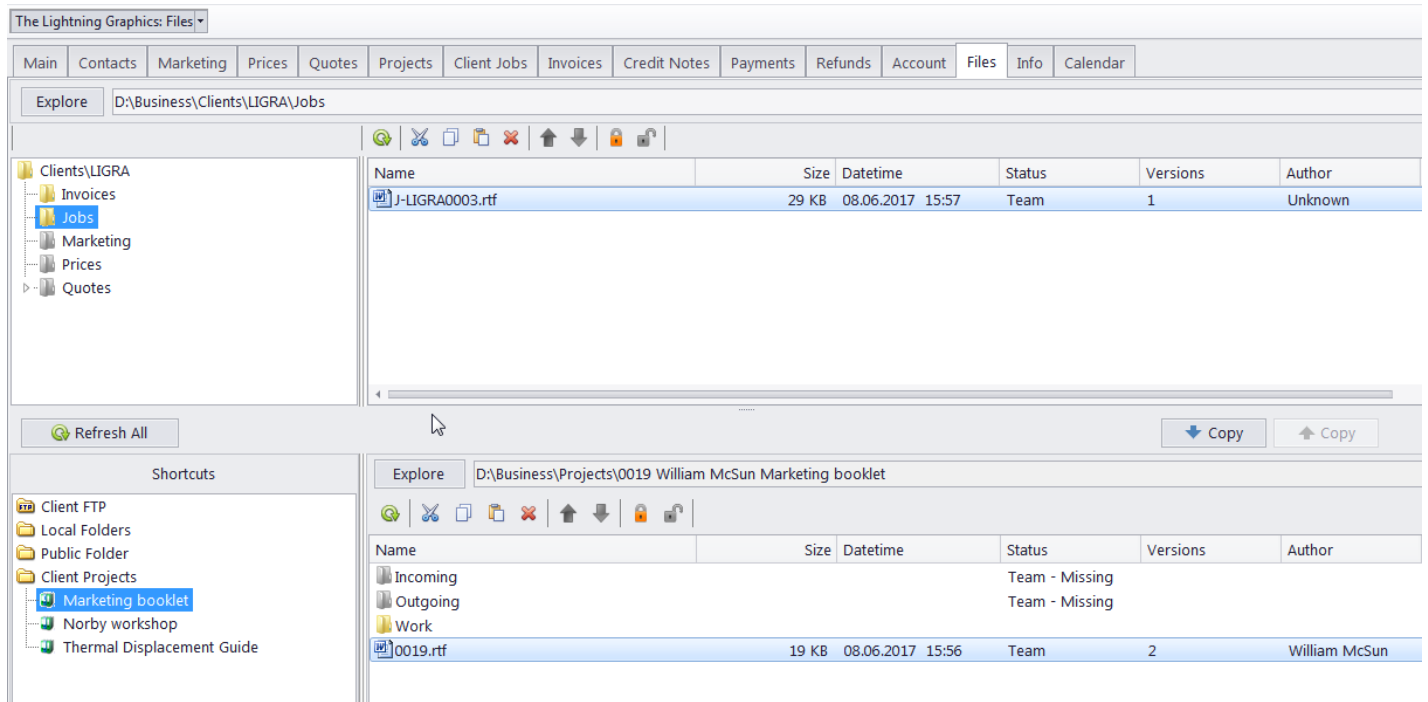 The Lightning Graphics: Files
Main Contacts Marketing Prices Quotes Projects Client Jobs Invoices Credit Notes Payments Refunds Account Files Info Calendar
Explore D:\Business\Clients\LIGRA\Jobs
Clients\LIGRA
Invoices
Jobs
Marketing
Prices
Quotes
Name Size Datetime Status Versions Author
J-LIGRA0003.rtf 29 KB 08.06.2017 15:57 Team 1 Unknown
Refresh All
Copy Copy
Shortcuts
Client FTP
Local Folders
Public Folder
Client Projects
Marketing booklet
Norby workshop
Thermal Displacement Guide
Explore D:\Business\Projects\0019 William McSun Marketing booklet
Name Size Datetime Status Versions Author
Incoming Team - Missing
Outgoing Team - Missing
Work
0019.rtf 19 KB 08.06.2017 15:56 Team 2 William McSun